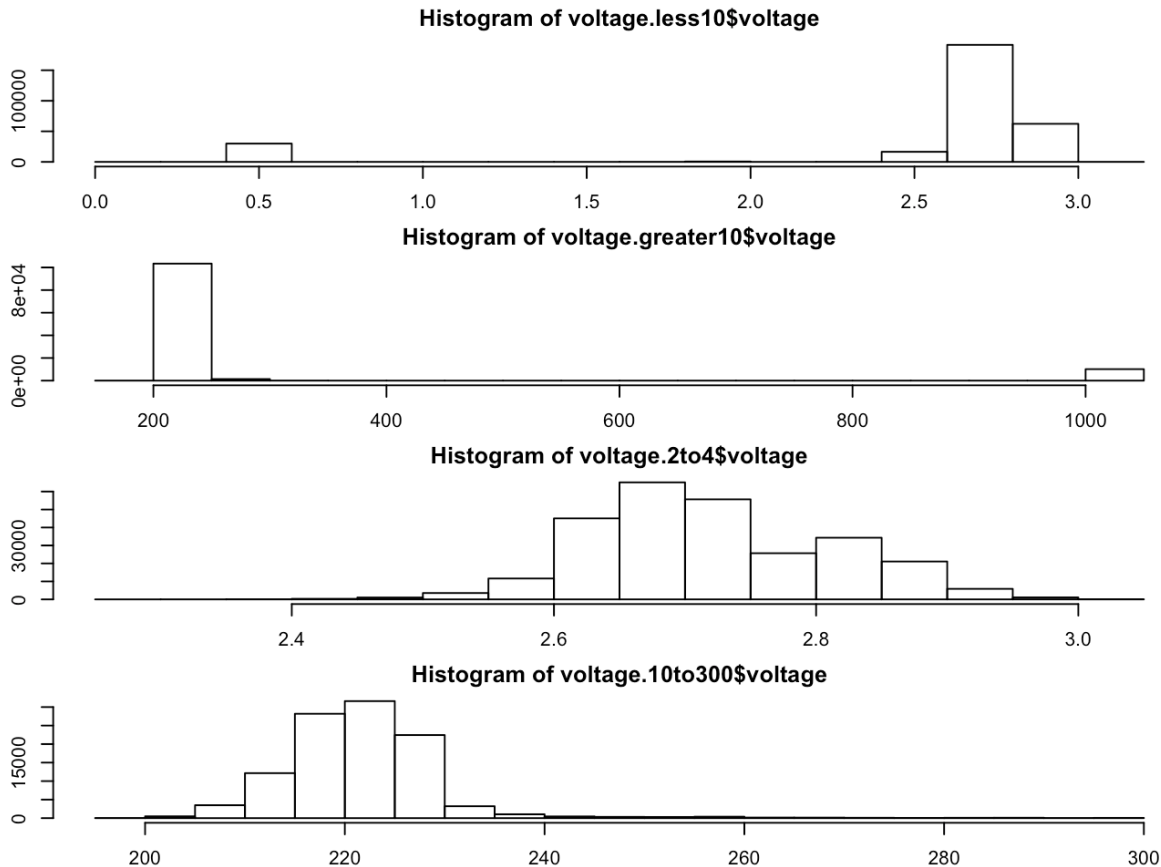 Histogram of voltage.less10$voltage
100000
0
0.0 0.5 1.0 1.5 2.0 2.5 3.0
Histogram of voltage.greater10$voltage
8e+04
0e+00
200 400 600 800 1000
Histogram of voltage.2to4$voltage
30000
0
2.4 2.6 2.8 3.0
Histogram of voltage.10to300$voltage
15000
0
200 220 240 260 280 300